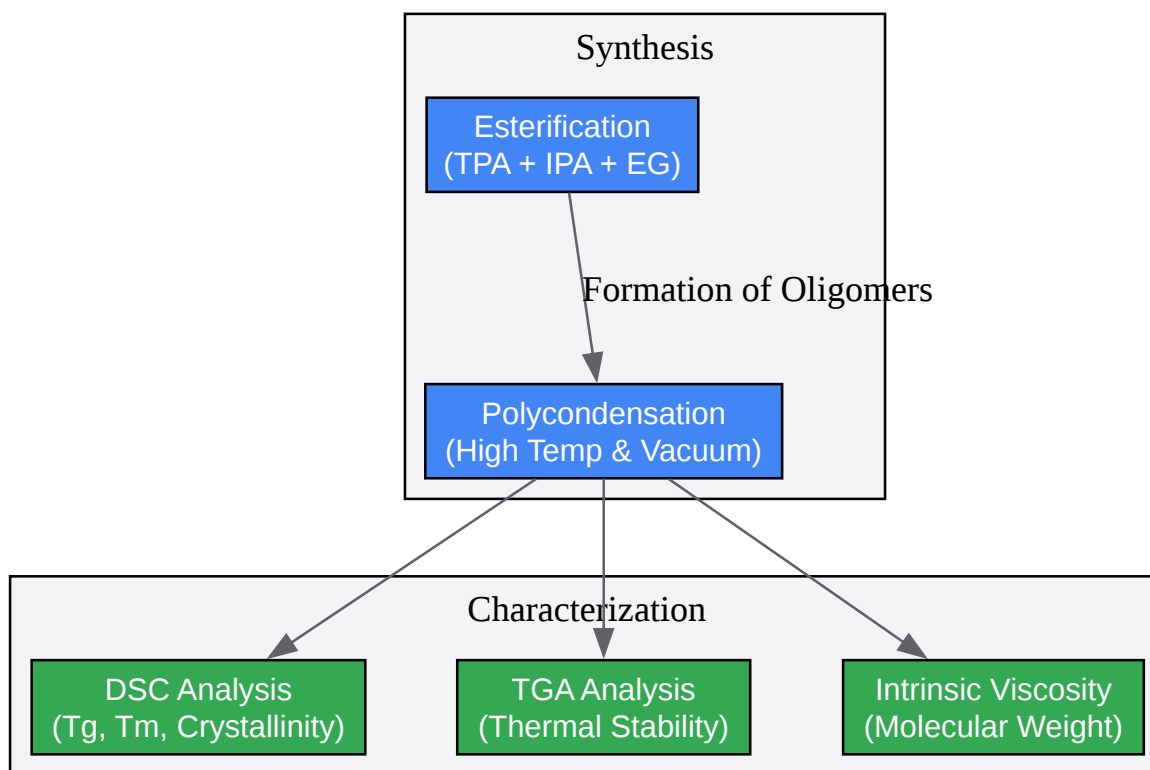 Synthesis
Esterification
(TPA + IPA + EG)
Formation of Oligomers
Polycondensation
(High Temp & Vacuum)
Characterization
DSC Analysis
(Tg, Tm, Crystallinity)
TGA Analysis
(Thermal Stability)
Intrinsic Viscosity
(Molecular Weight)